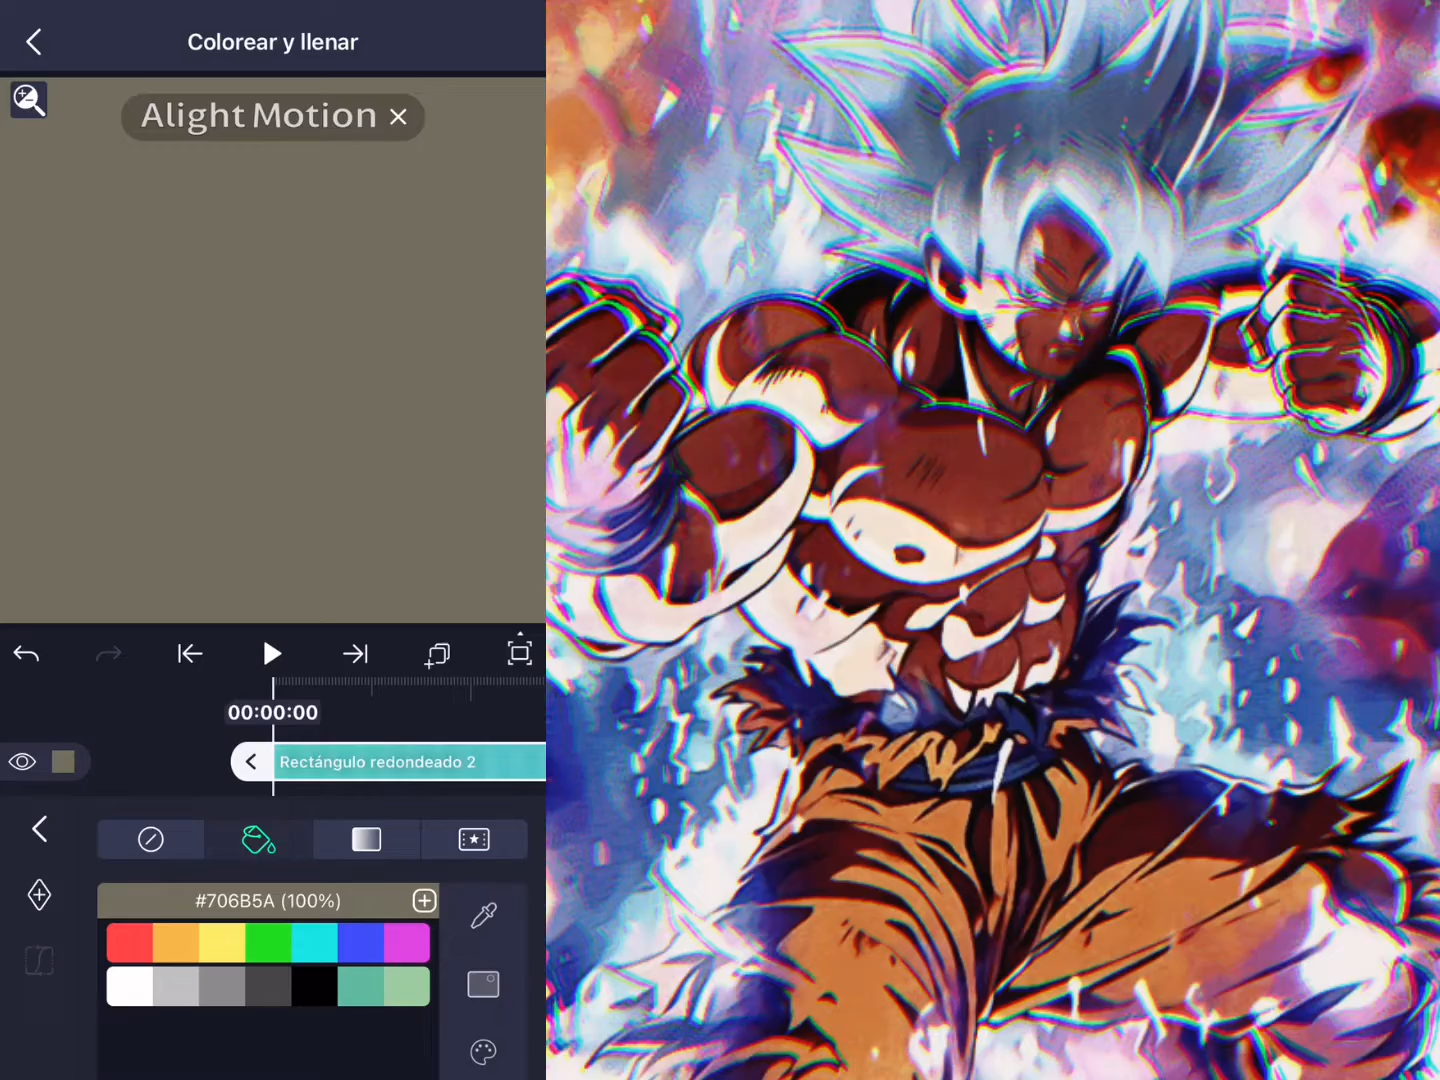 Colorear y llenar
Alight Motion ×
00:00:00
Rectángulo redondeado 2
#706B5A (100%)